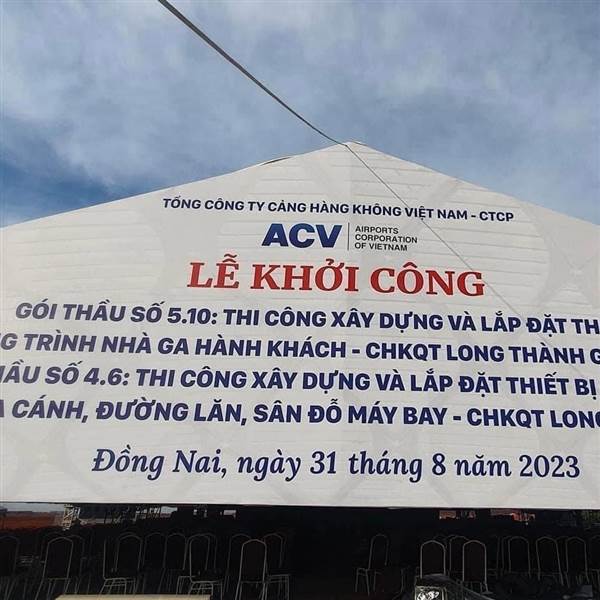 TỔNG CÔNG TY CẢNG HÀNG KHÔNG VIỆT NAM - CTCP
ACV
AIRPORTS
CORPORATION
OF VIETNAM
LỄ KHỞI CÔNG
GÓI THẦU SỐ 5.10: THI CÔNG XÂY DỰNG VÀ LẮP ĐẶT TH
TRÌNH NHÀ GA HÀNH KHÁCH - CHKQT LONG THÀNH
SỐ 4.6: THI CÔNG XÂY DỰNG VÀ LẮP ĐẶT THIẾT BỊ
CÁNH, ĐƯỜNG LĂN, SÂN ĐỖ MÁY BAY - CHKQT LONG
Đồng Nai, ngày 31 tháng 8 năm 2023